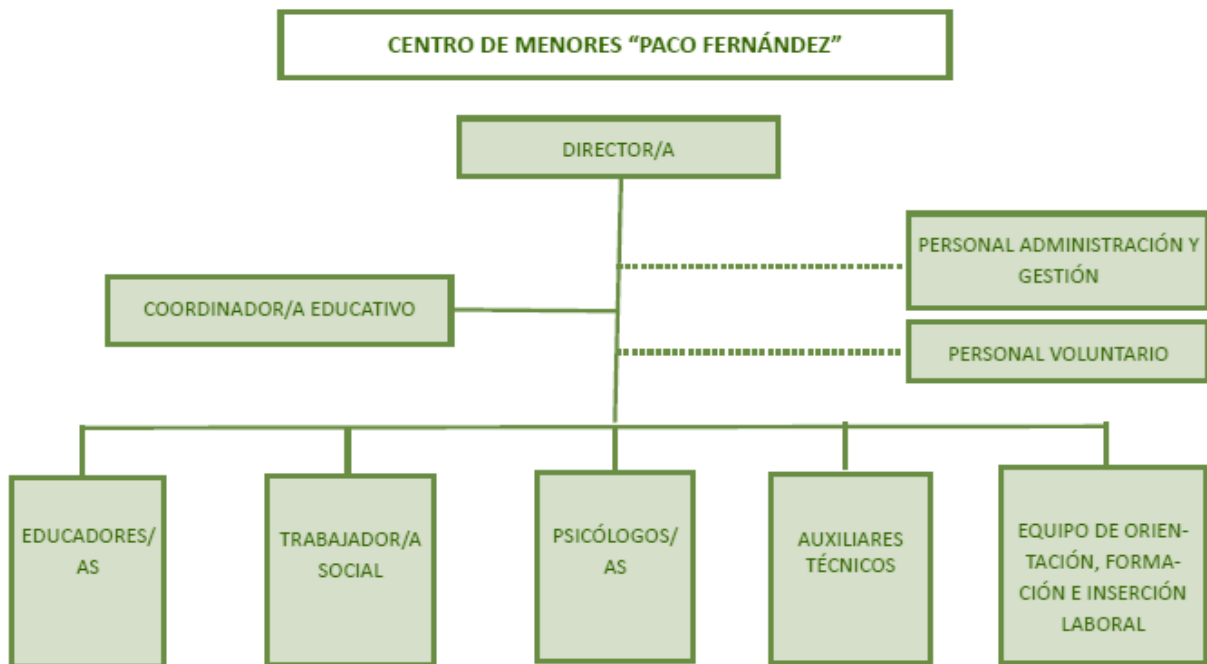 CENTRO DE MENORES “PACO FERNÁNDEZ”
DIRECTOR/A
PERSONAL ADMINISTRACIÓN Y
GESTIÓN
COORDINADOR/A EDUCATIVO
PERSONAL VOLUNTARIO
EDUCADORES/
AS
TRABAJADOR/A
SOCIAL
PSICÓLOGOS/
AS
AUXILIARES
TÉCNICOS
EQUIPO DE ORIEN-
TACIÓN, FORMA-
CIÓN E INSERCIÓN
LABORAL